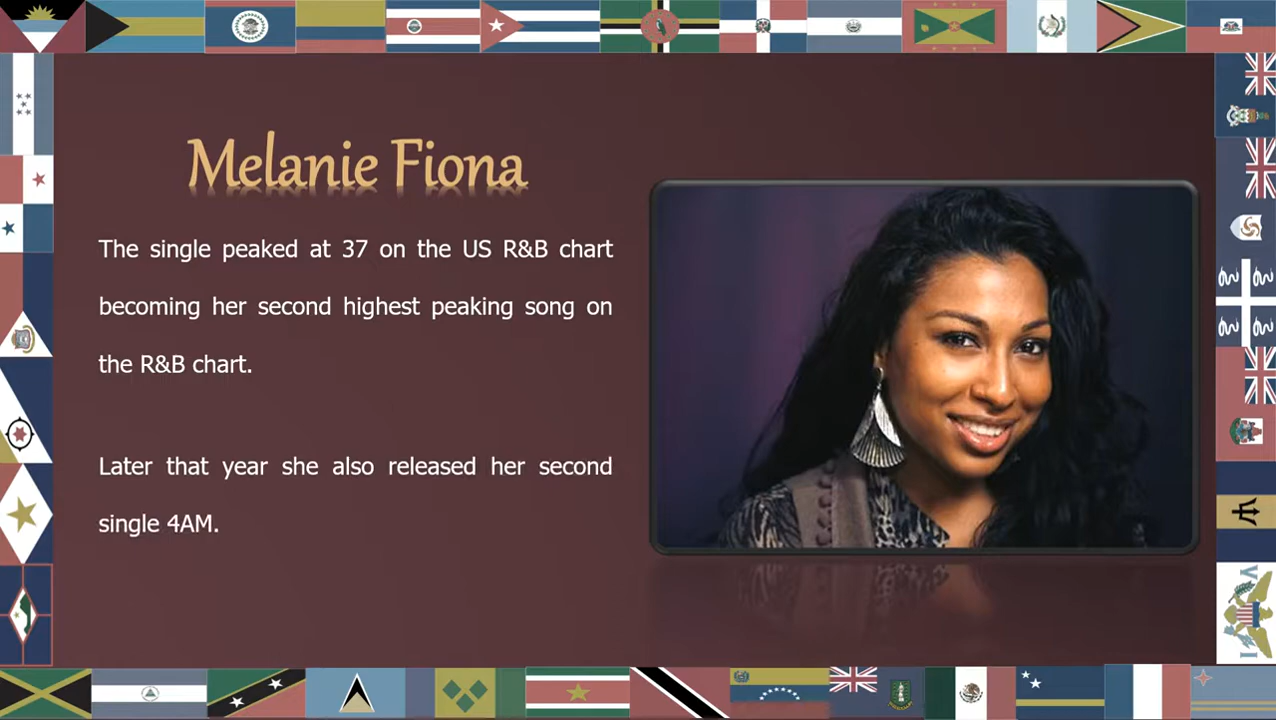 Melanie Fiona
The single peaked at 37 on the US R&B chart
becoming her second highest peaking song on
the R&B chart.
Later that year she also released her second
single 4AM.
V I